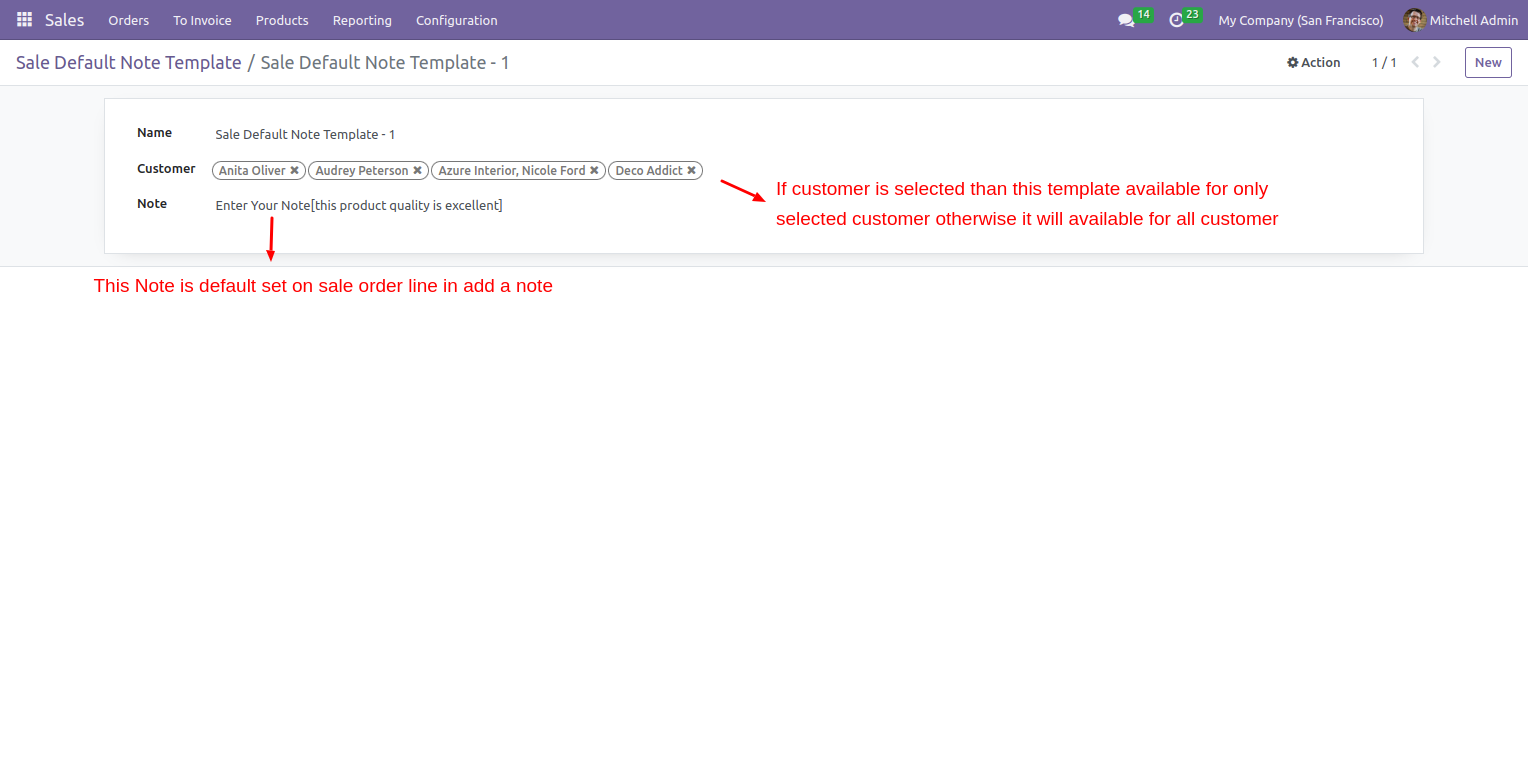 Sales Orders To Invoice Products Reporting Configuration 14 23 My Company (San Francisco) Mitchell Admin
Sale Default Note Template / Sale Default Note Template - 1 Action 1 / 1 New
Name Sale Default Note Template - 1
Customer Anita Oliver ✖ Audrey Peterson ✖ Azure Interior, Nicole Ford ✖ Deco Addict ✖
If customer is selected than this template available for only
selected customer otherwise it will available for all customer
Note Enter Your Note[this product quality is excellent]
This Note is default set on sale order line in add a note